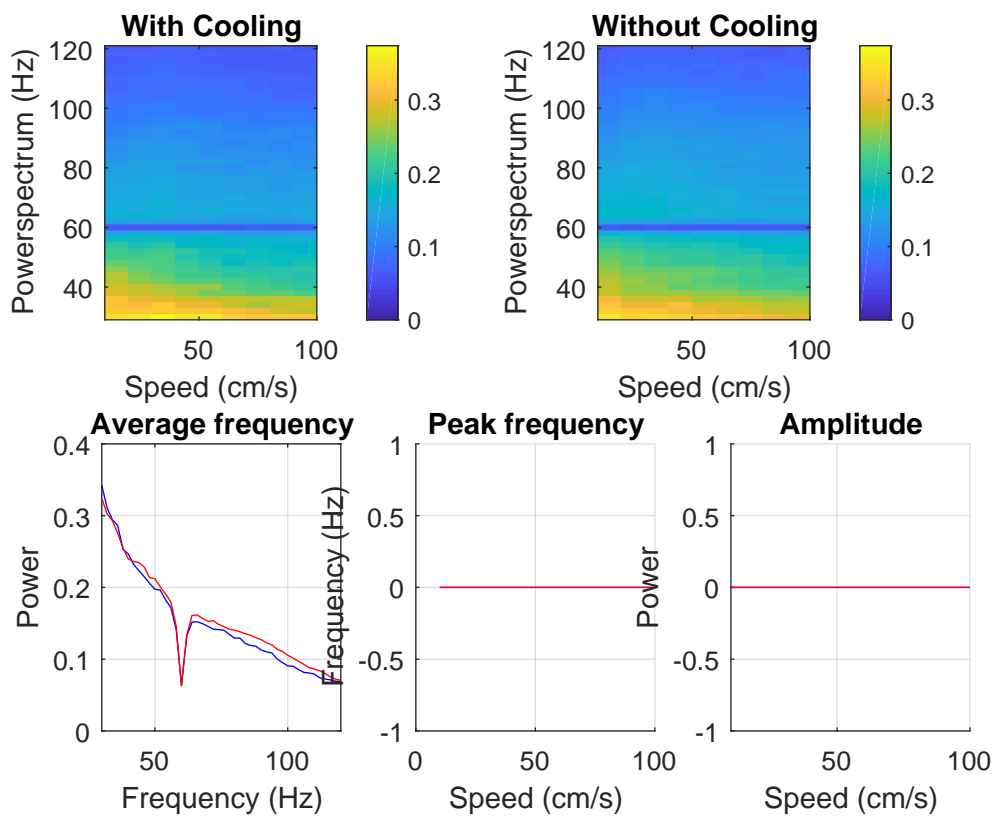 With Cooling
Without Cooling
Powerspectrum (Hz)
120
100
80
60
40
50
100
Speed (cm/s)
0.3
0.2
0.1
0
Powerspectrum (Hz)
120
100
80
60
40
50
100
Speed (cm/s)
0.3
0.2
0.1
0
Average frequency
Power
0.4
0.3
0.2
0.1
0
50
100
Frequency (Hz)
Peak frequency
Frequency (Hz)
1
0.5
0
-0.5
-1
0
50
100
Speed (cm/s)
Amplitude
Power
1
0.5
0
-0.5
-1
50
100
Speed (cm/s)